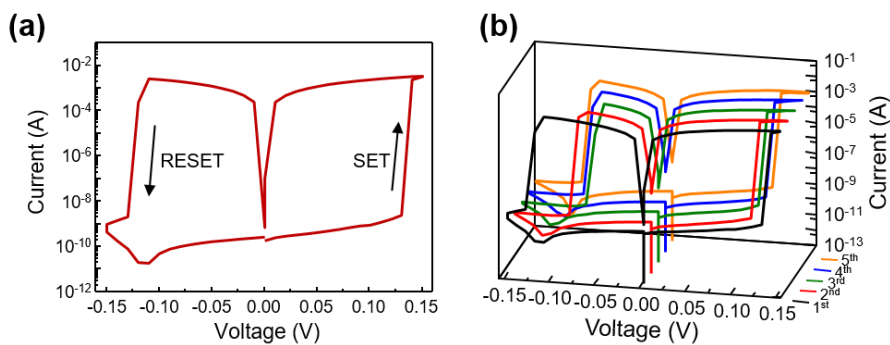 (a)
Current (A)
10-2
10-4
10-6
10-8
10-10
10-12
RESET
SET
-0.15 -0.10 -0.05 0.00 0.05 0.10 0.15
Voltage (V)
(b)
10-1
10-3
10-5
10-7
10-9
10-11
10-13
Current (A)
5th
4th
3rd
2nd
1st
-0.15 -0.10 -0.05 0.00 0.05 0.10 0.15
Voltage (V)